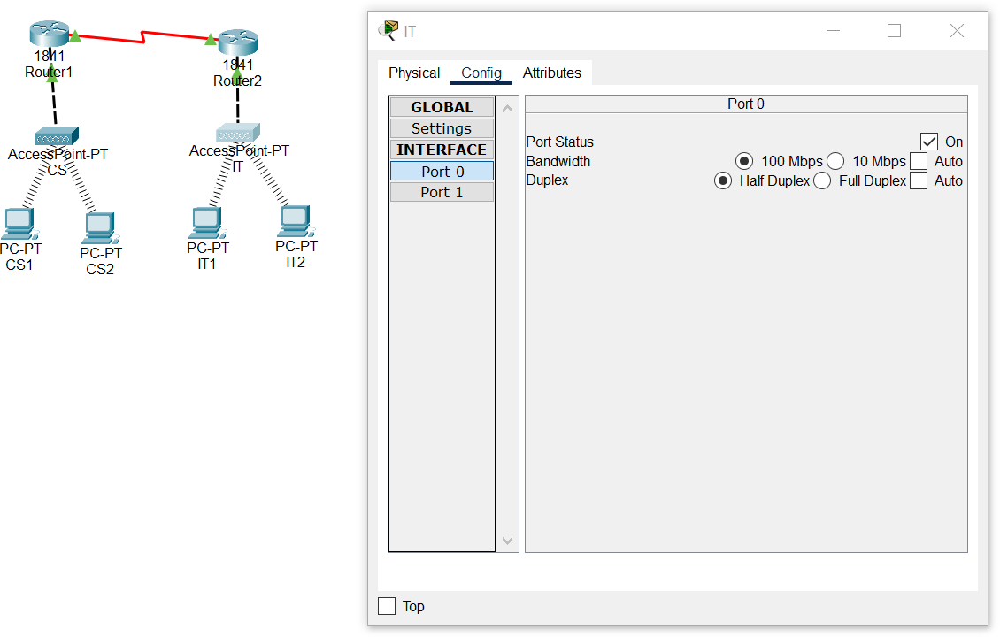 1841
Router1
1841
Router2
AccessPoint-PT
CS
AccessPoint-PT
IT
PC-PT
CS1
PC-PT
CS2
PC-PT
IT1
PC-PT
IT2
IT
Physical Config Attributes
GLOBAL
Settings
INTERFACE
Port 0
Port 1
Port 0
Port Status On
Bandwidth 100 Mbps 10 Mbps Auto
Duplex Half Duplex Full Duplex Auto
Top